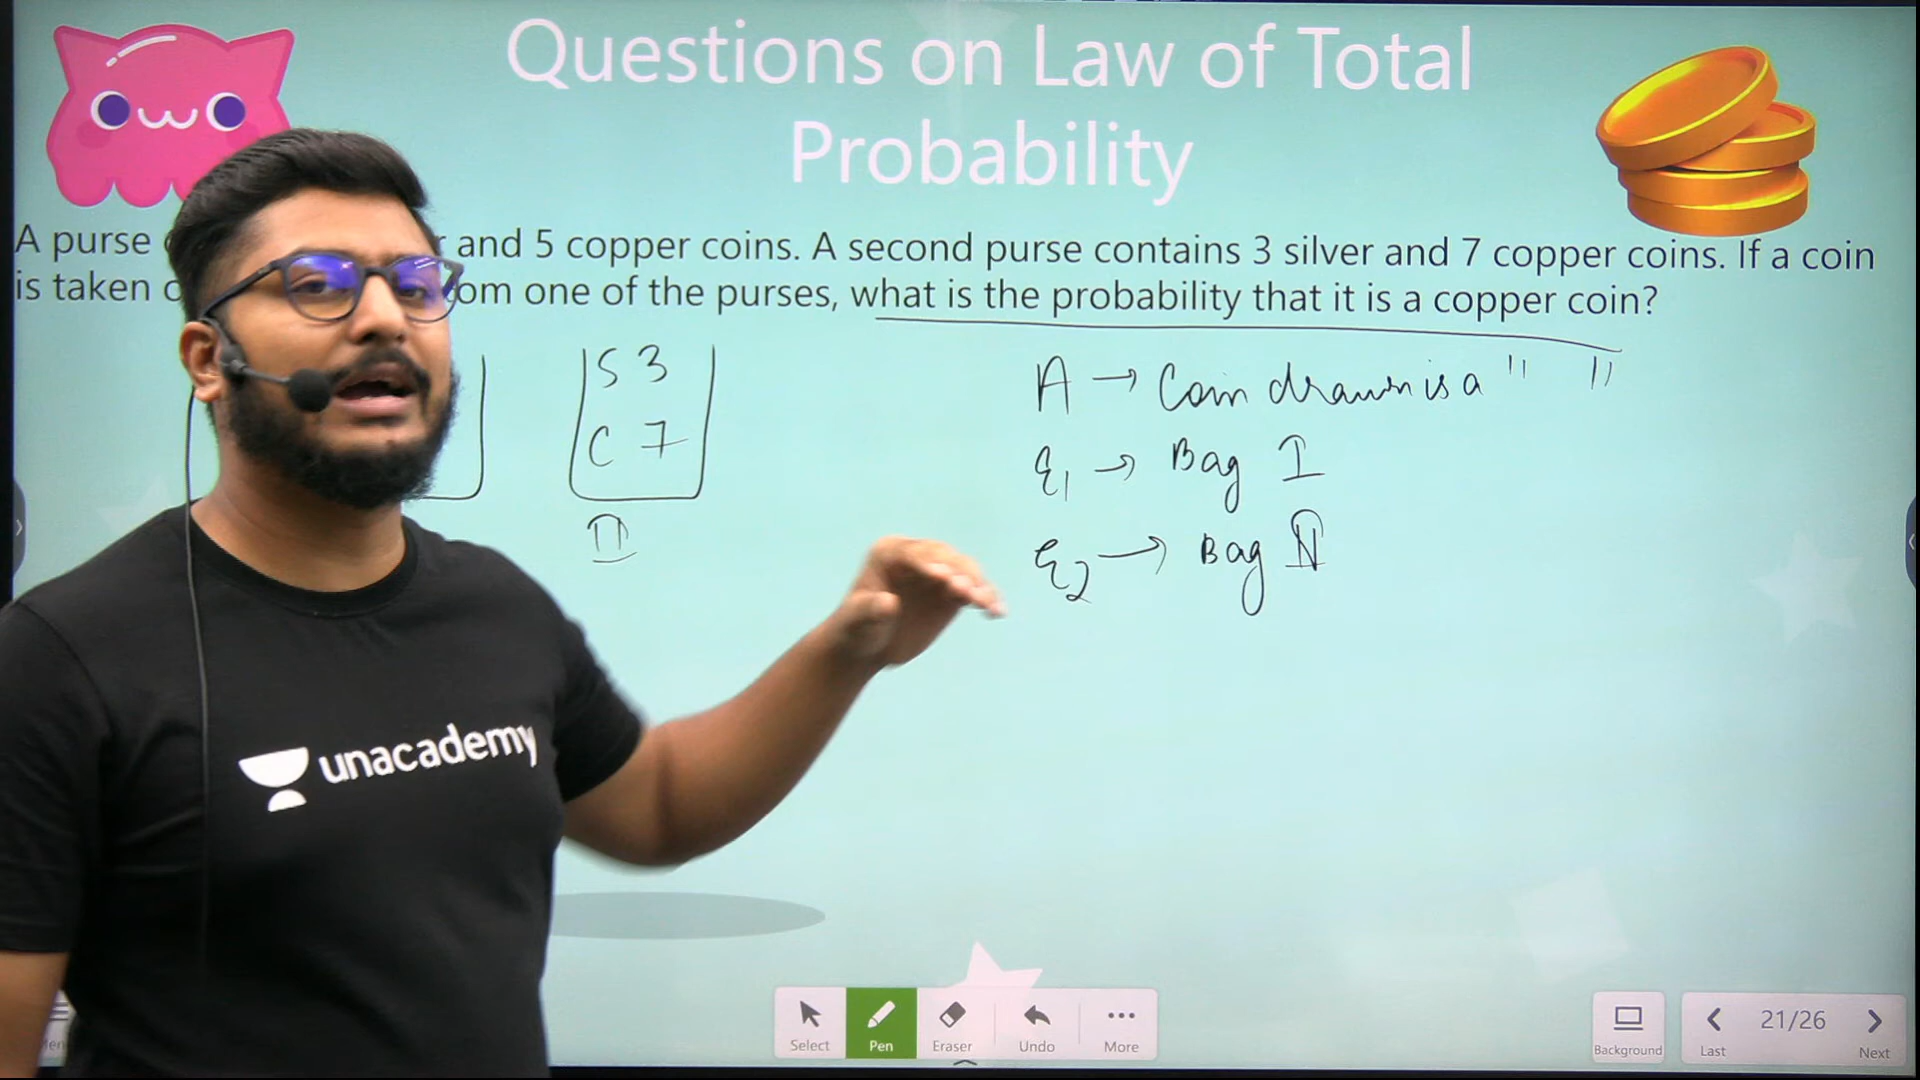 Questions on Law of Total
Probability
A purse and 5 copper coins. A second purse contains 3 silver and 7 copper coins. If a coin
is taken one of the purses, what is the probability that it is a copper coin?
S 3
C 7
II
A → Coin drawn is a " "
E1 → Bag I
E2 → Bag II
unacademy
Select
Pen
Eraser
Undo
More
Background
Last
21/26
Next